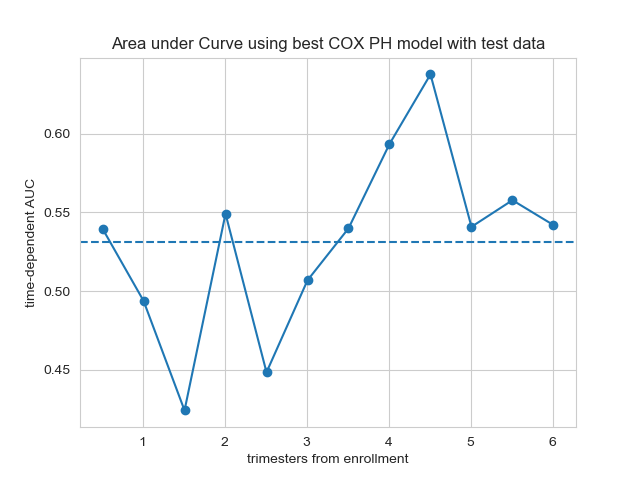 Area under Curve using best COX PH model with test data
time-dependent AUC
0.60
0.55
0.50
0.45
1 2 3 4 5 6
trimesters from enrollment